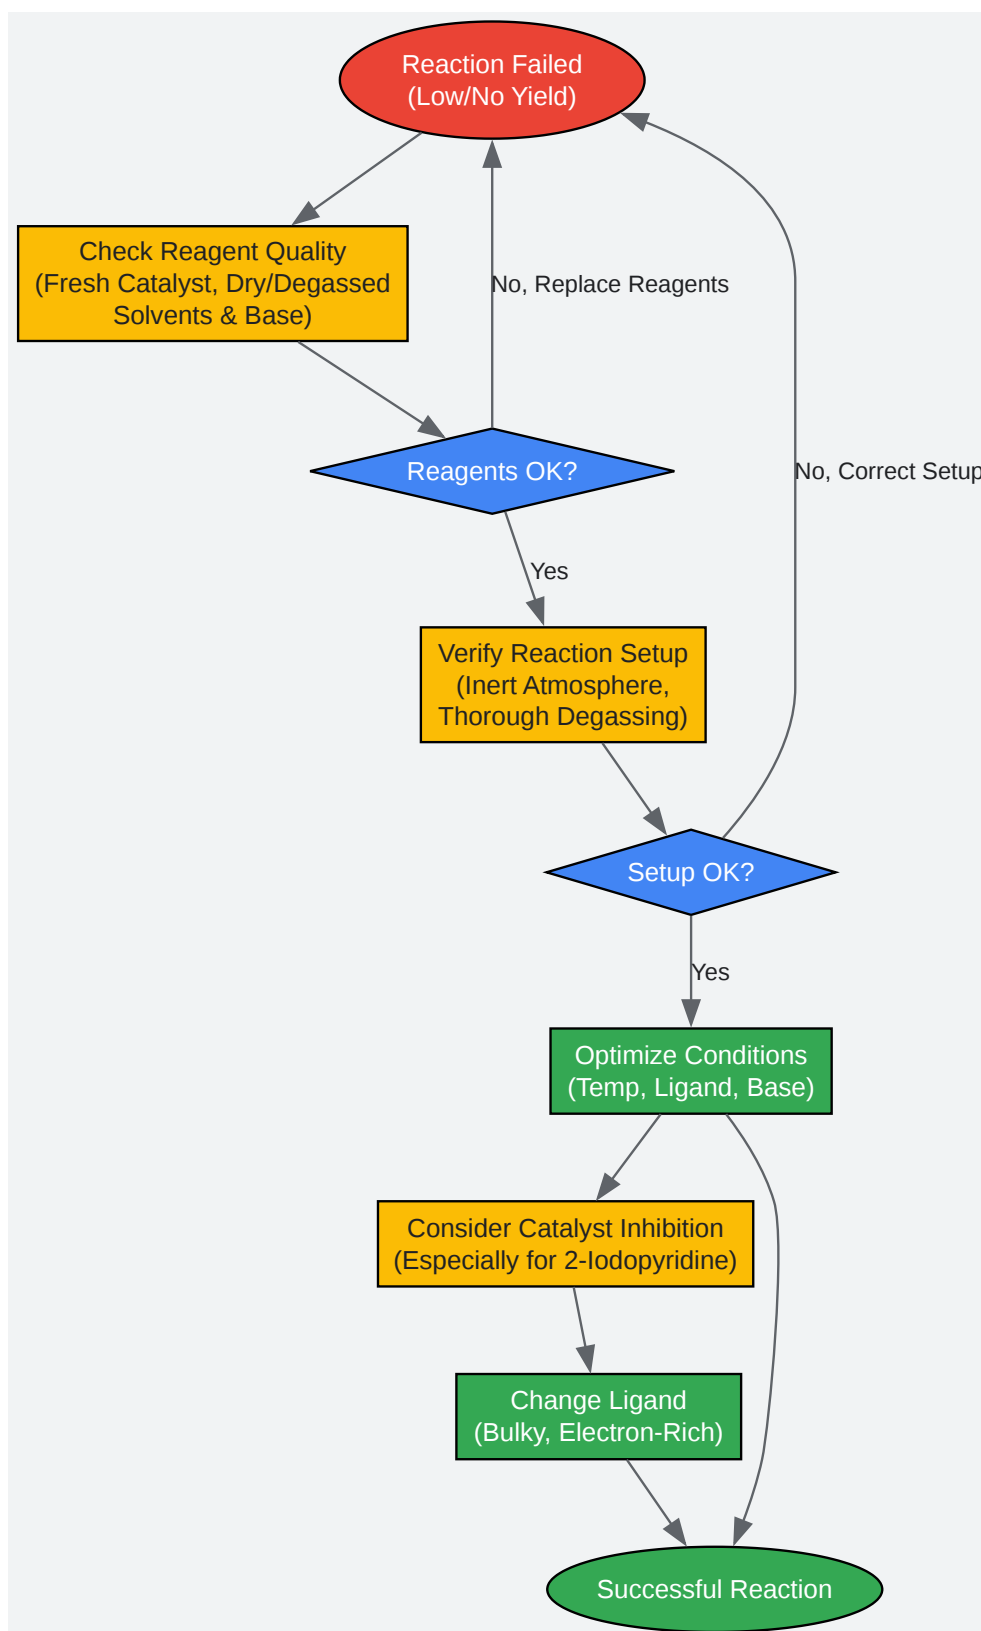 Reaction Failed
(Low/No Yield)
Check Reagent Quality
(Fresh Catalyst, Dry/Degassed
Solvents & Base)
No, Replace Reagents
Reagents OK?
No, Correct Setup
Yes
Verify Reaction Setup
(Inert Atmosphere,
Thorough Degassing)
Setup OK?
Yes
Optimize Conditions
(Temp, Ligand, Base)
Consider Catalyst Inhibition
(Especially for 2-Iodopyridine)
Change Ligand
(Bulky, Electron-Rich)
Successful Reaction